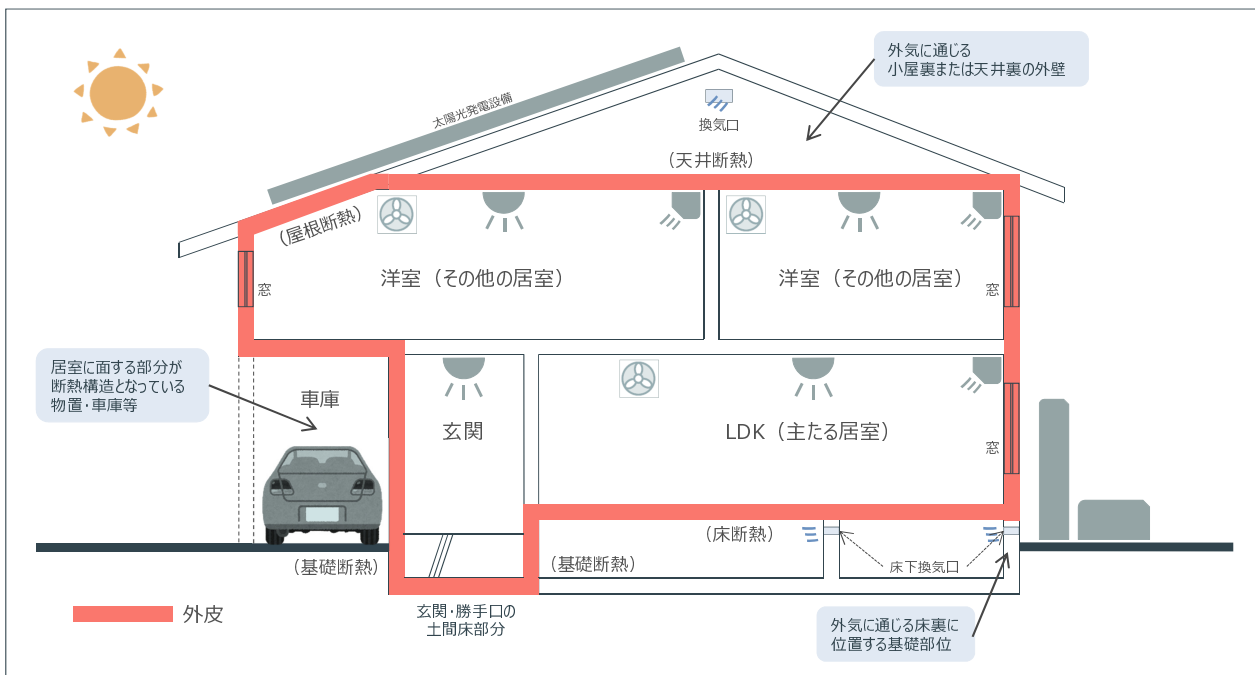 外気に通じる
小屋裏または天井裏の外壁
太陽光発電設備
換気口
(天井断熱)
(屋根断熱)
洋室(その他の居室)
洋室(その他の居室)
窓
窓
居室に面する部分が
断熱構造となっている
物置・車庫等
車庫
玄関
LDK(主たる居室)
窓
(床断熱)
(基礎断熱)
(基礎断熱)
床下換気口
外皮
玄関・勝手口の
土間床部分
外気に通じる床裏に
位置する基礎部位